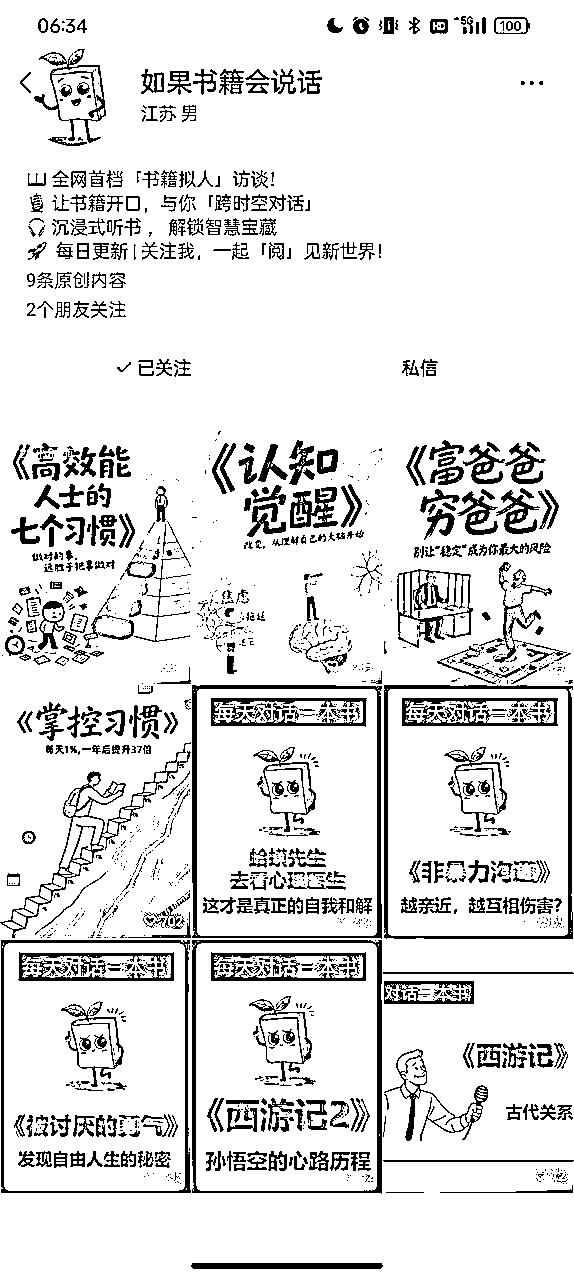 06:34
5G
100
如果书籍会说话
江苏 男
全网首档「书籍拟人」访谈!
让书籍开口，与你「跨时空对话」
沉浸式听书， 解锁智慧宝藏
每日更新 | 关注我，一起「阅」见新世界!
9条原创内容
2个朋友关注
已关注
私信
《高效能
人士的
七个习惯》
做对的事，
远胜于把事做对
《认知
觉醒》
改变，从理解自己的大脑开始
焦虑
拖延
《富爸爸
穷爸爸》
别让“稳定”成为你最大的风险
《掌控习惯》
每天1%,一年后提升37倍
702
每天对话一本书
蛤蟆先生
去看心理医生
这才是真正的自我和解
每天对话一本书
《非暴力沟通》
越亲近，越互相伤害?
每天对话一本书
《被讨厌的勇气》
发现自由人生的秘密
每天对话一本书
《西游记2》
孙悟空的心路历程
对话一本书
《西游记》
古代关系